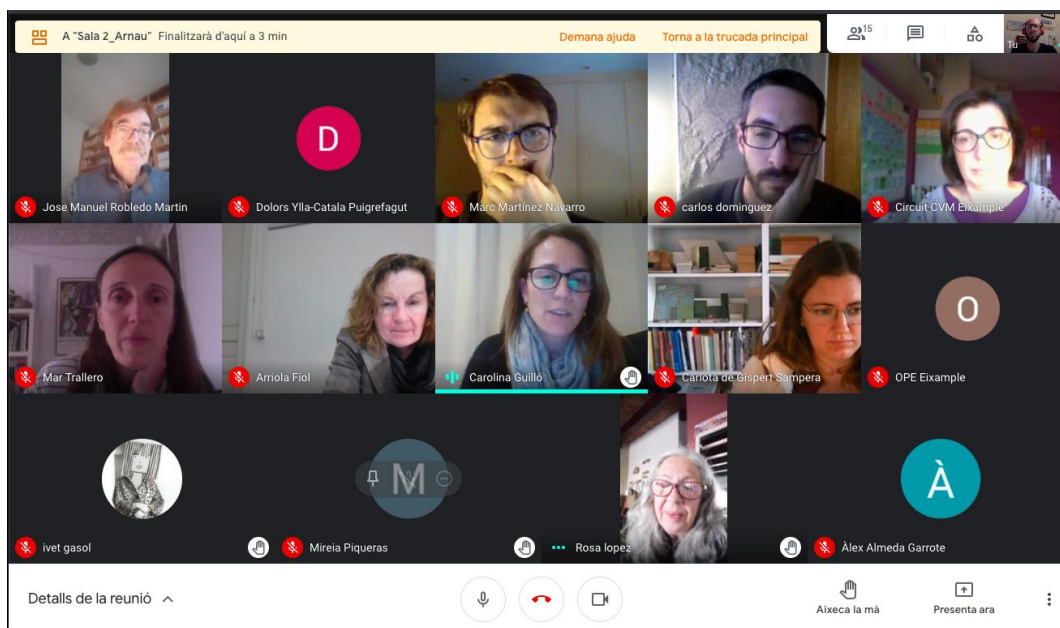 A "Sala 2_Arnau" Finalitzarà d'aquí a 3 min
Demana ajuda
Torna a la trucada principal
15
Tu
D
Jose Manuel Robledo Martin
Dolors Ylla-Catala Puigrefagut
Marc Martínez Navarro
carlos dominguez
Circuit CVM Eixample
O
Mar Trallero
Arriola Fiol
Carolina Guilló
Carlota de Gispert Sampera
OPE Eixample
M
À
ivet gasol
Mireia Piqueras
Rosa lopez
Àlex Almeda Garrote
Detalls de la reunió
Aixeca la mà
Presenta ara